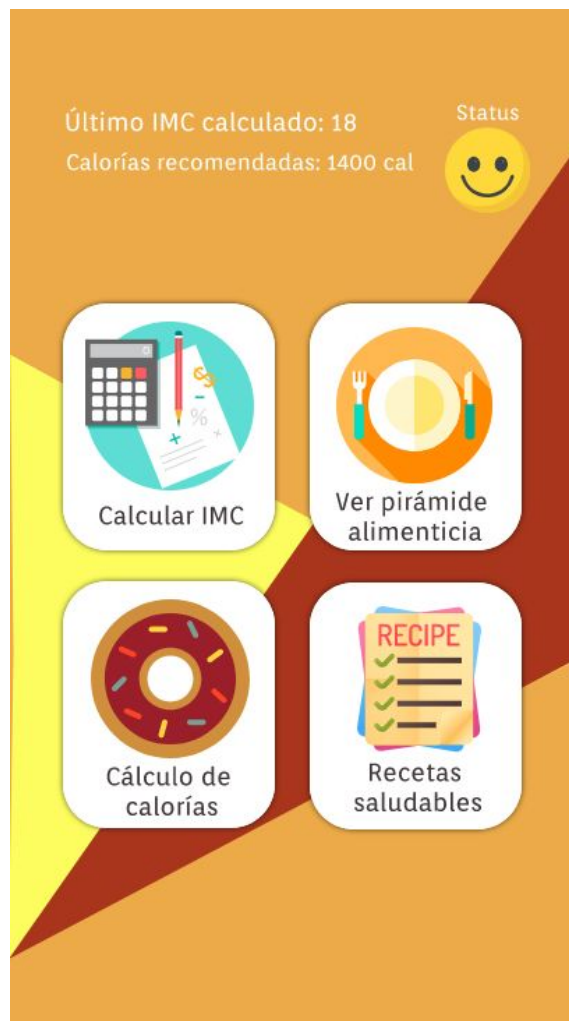 Último IMC calculado: 18
Status
Calorías recomendadas: 1400 cal
Calcular IMC
Ver pirámide
alimenticia
RECIPE
Cálculo de
calorías
Recetas
saludables